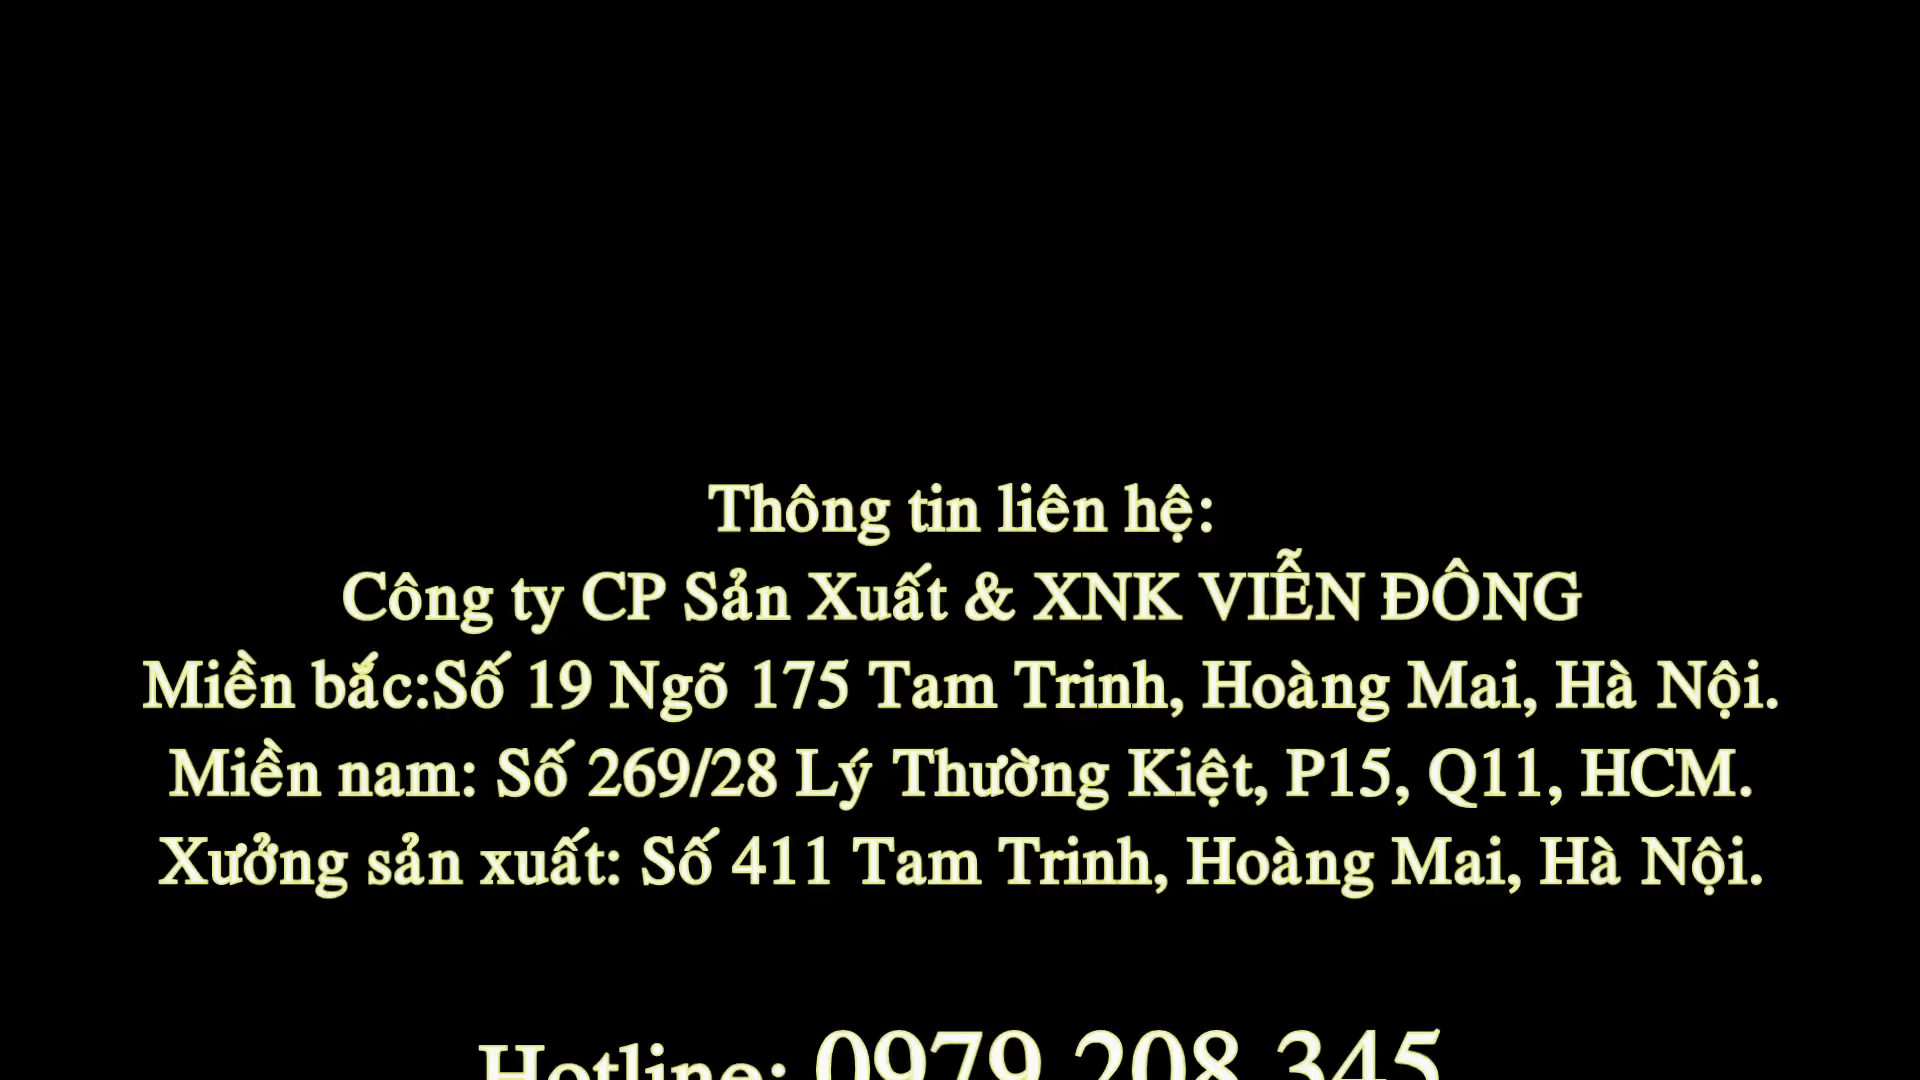 Thông tin liên hệ:
Công ty CP Sản Xuất & XNK VIỄN ĐÔNG
Miền bắc:Số 19 Ngõ 175 Tam Trinh, Hoàng Mai, Hà Nội.
Miền nam: Số 269/28 Lý Thường Kiệt, P15, Q11, HCM.
Xưởng sản xuất: Số 411 Tam Trinh, Hoàng Mai, Hà Nội.
Hotline: 0979 208 345